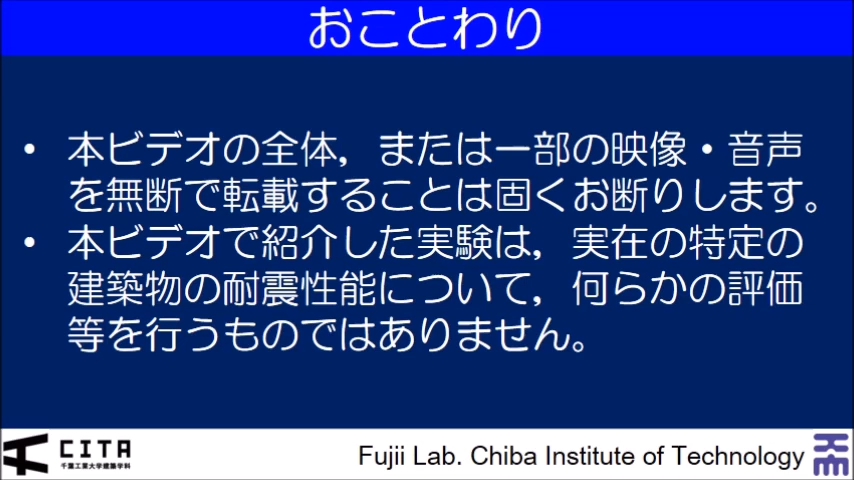 おことわり
• 本ビデオの全体，または一部の映像・音声
を無断で転載することは固くお断りします。
• 本ビデオで紹介した実験は，実在の特定の
建築物の耐震性能について，何らかの評価
等を行うものではありません。
CITA
千葉工業大学建築学科
Fujii Lab. Chiba Institute of Technology